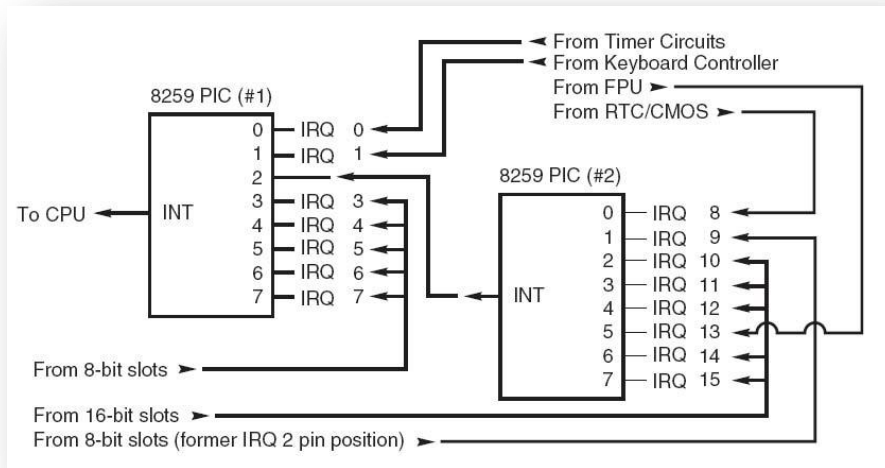 From Timer Circuits
From Keyboard Controller
From FPU
From RTC/CMOS
8259 PIC (#1)
0 IRQ 0
1 IRQ 1
2
3 IRQ 3
4 IRQ 4
5 IRQ 5
6 IRQ 6
7 IRQ 7
To CPU
INT
8259 PIC (#2)
0 IRQ 8
1 IRQ 9
2 IRQ 10
3 IRQ 11
4 IRQ 12
5 IRQ 13
6 IRQ 14
7 IRQ 15
INT
From 8-bit slots
From 16-bit slots
From 8-bit slots (former IRQ 2 pin position)